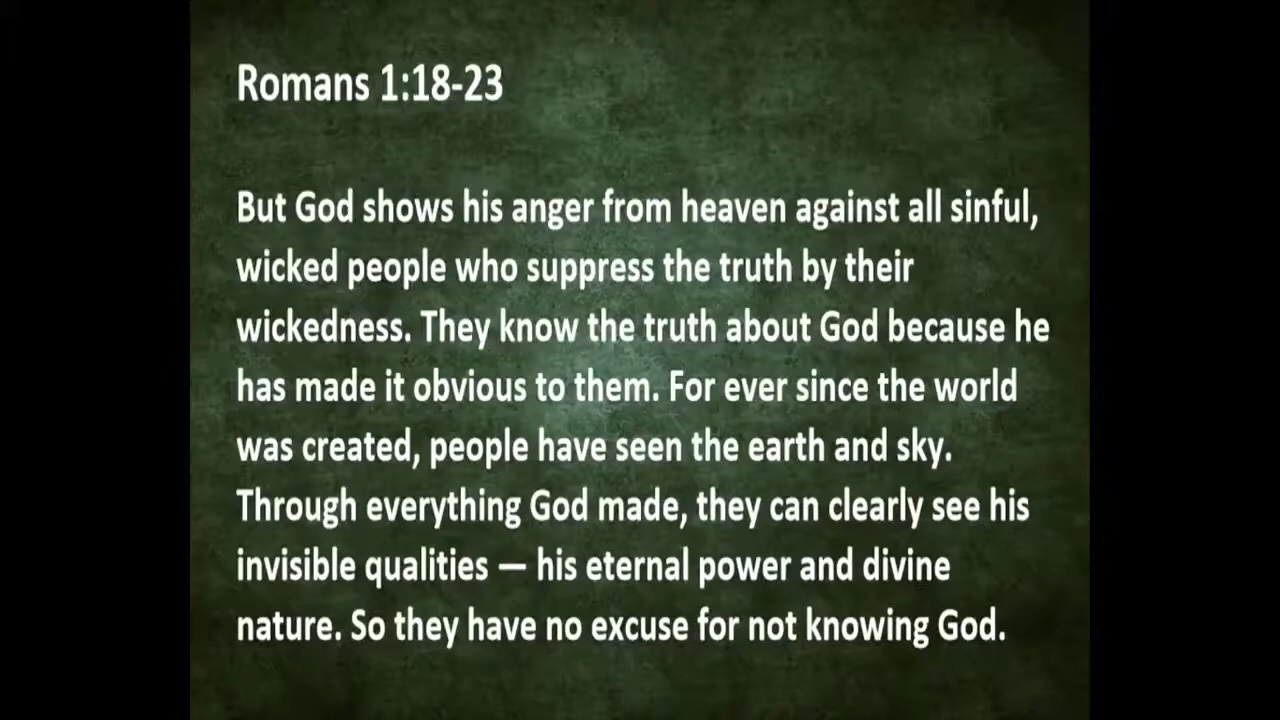 Romans 1:18-23
But God shows his anger from heaven against all sinful,
wicked people who suppress the truth by their
wickedness. They know the truth about God because he
has made it obvious to them. For ever since the world
was created, people have seen the earth and sky.
Through everything God made, they can clearly see his
invisible qualities — his eternal power and divine
nature. So they have no excuse for not knowing God.